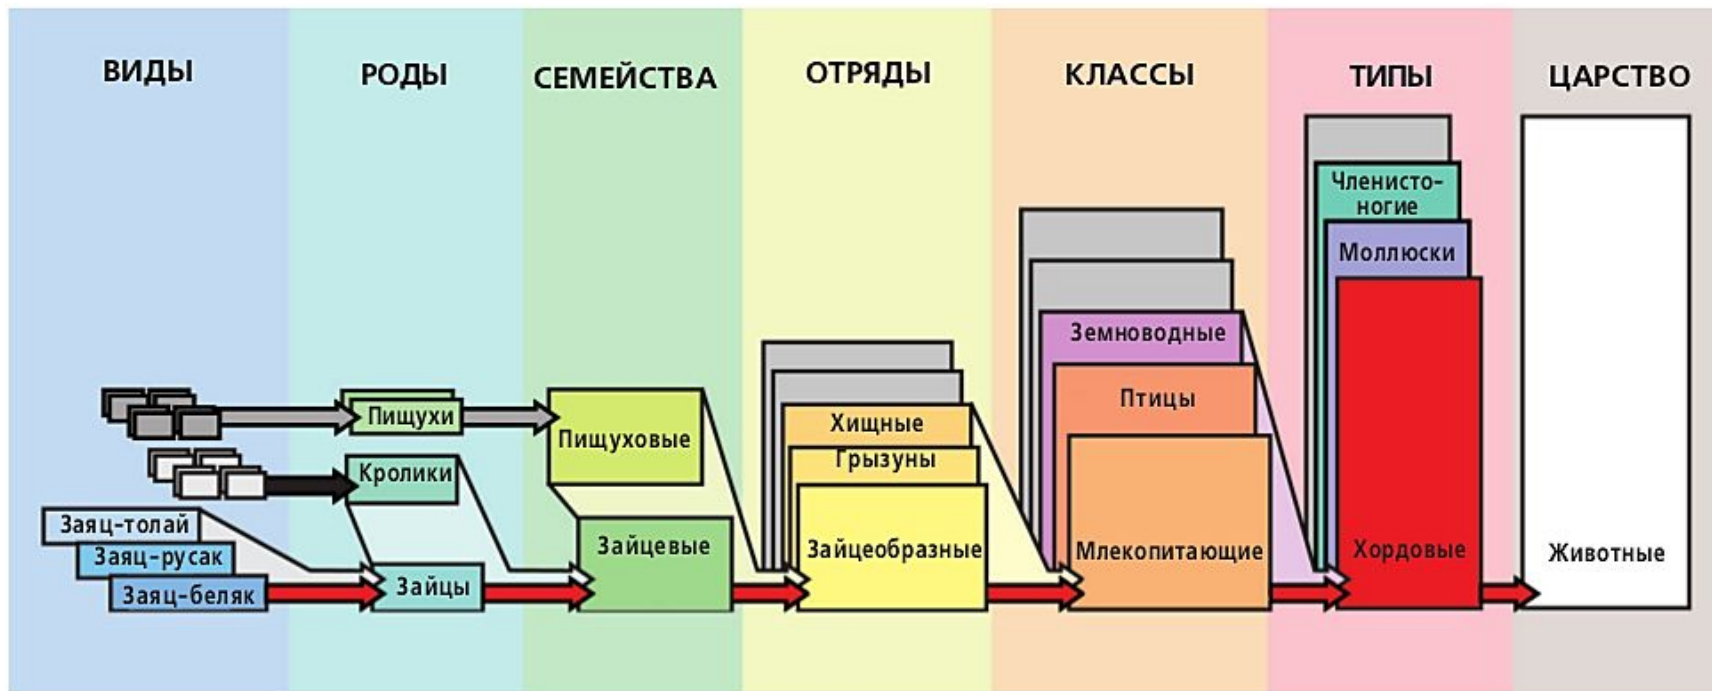 ВИДЫ
РОДЫ
СЕМЕЙСТВА
ОТРЯДЫ
КЛАССЫ
ТИПЫ
ЦАРСТВО
Заяц-толай
Заяц-русак
Заяц-беляк
Пищухи
Кролики
Зайцы
Пищуховые
Зайцевые
Хищные
Грызуны
Зайцеобразные
Земноводные
Птицы
Млекопитающие
Членисто-
ногие
Моллюски
Хордовые
Животные